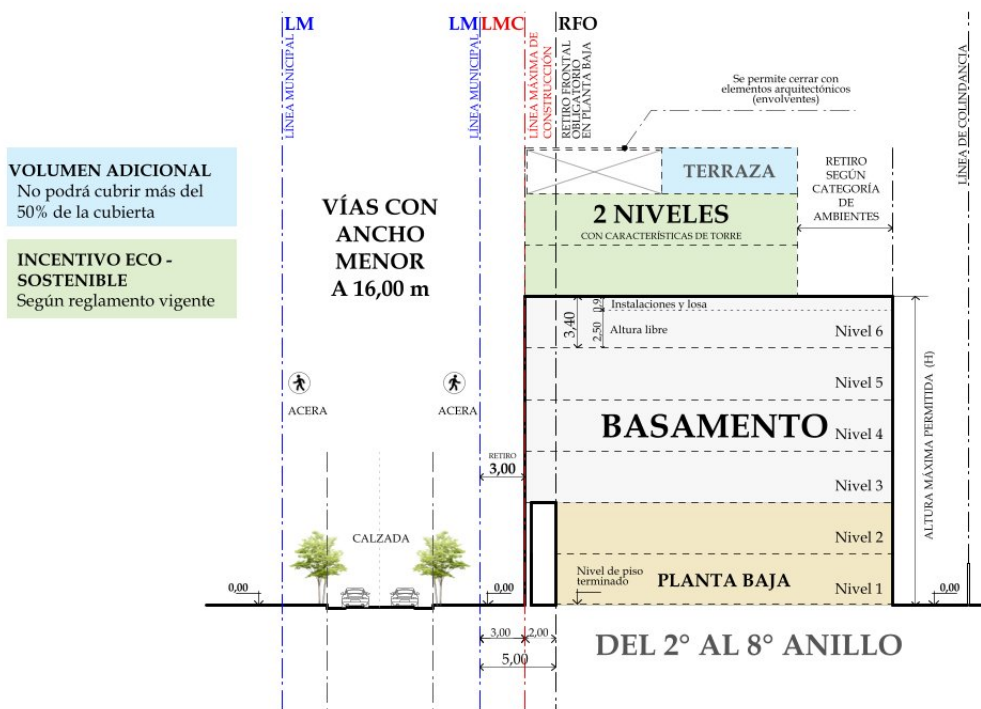 LM
LM
LMC
RFO
LÍNEA MUNICIPAL
LÍNEA MUNICIPAL
LÍNEA MÁXIMA DE
CONSTRUCCIÓN
RETIRO FRONTAL
OBLIGATORIO
EN PLANTA BAJA
Se permite cerrar con
elementos arquitectónicos
(envolventes)
LÍNEA DE COLINDANCIA
VOLUMEN ADICIONAL
No podrá cubrir más del
50% de la cubierta
INCENTIVO ECO -
SOSTENIBLE
Según reglamento vigente
VÍAS CON
ANCHO
MENOR
A 16,00 m
TERRAZA
RETIRO
SEGÚN
CATEGORÍA
DE
AMBIENTES
2 NIVELES
CON CARACTERÍSTICAS DE TORRE
3,40
0,9
2,50
Instalaciones y losa
Altura libre
Nivel 6
Nivel 5
BASAMENTO
Nivel 4
Nivel 3
Nivel 2
Nivel de piso
terminado
PLANTA BAJA
Nivel 1
ALTURA MÁXIMA PERMITIDA (H)
ACERA
ACERA
RETIRO
3,00
CALZADA
0,00
0,00
0,00
3,00
2,00
5,00
DEL 2° AL 8° ANILLO